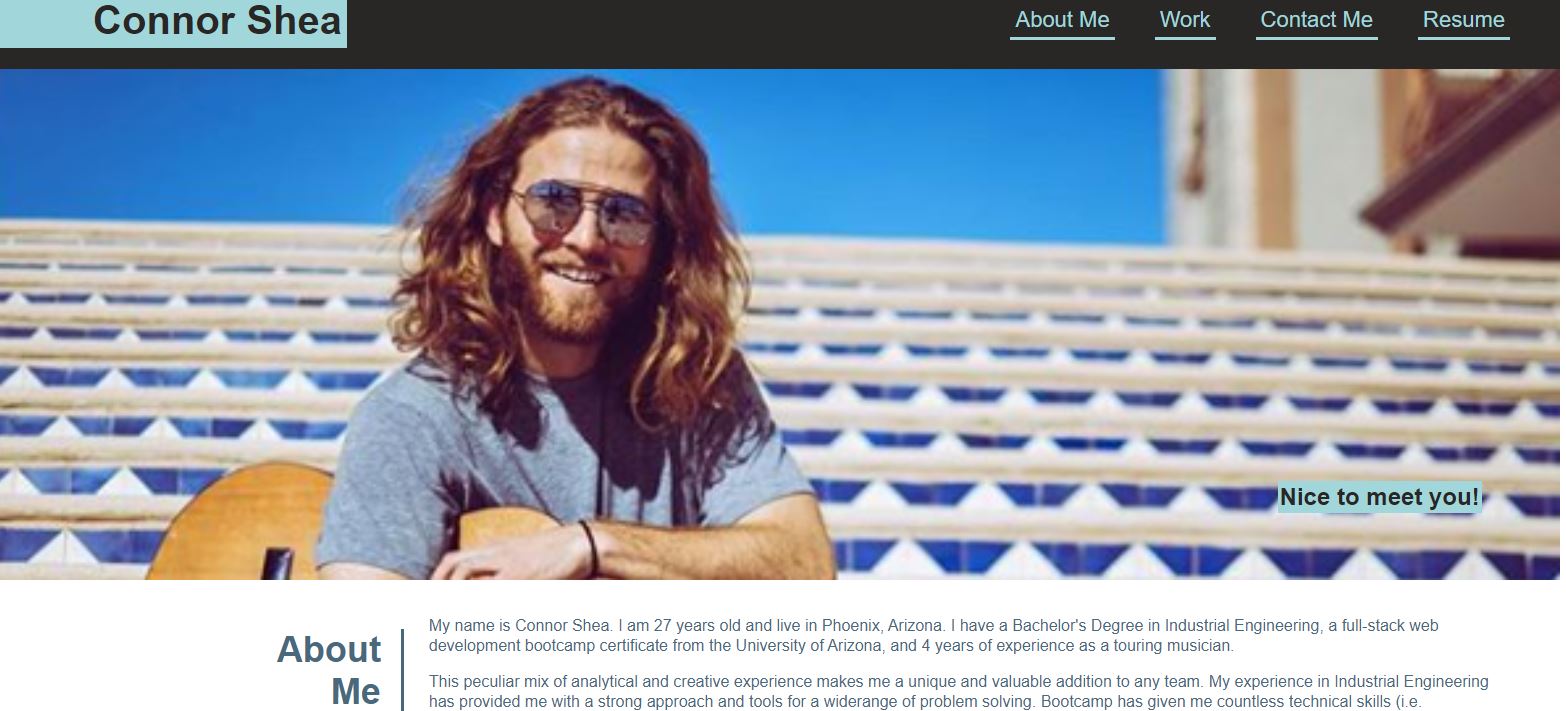 Connor Shea
About Me
Work
Contact Me
Resume
Nice to meet you!
About
Me
My name is Connor Shea. I am 27 years old and live in Phoenix, Arizona. I have a Bachelor's Degree in Industrial Engineering, a full-stack web
development bootcamp certificate from the University of Arizona, and 4 years of experience as a touring musician.
This peculiar mix of analytical and creative experience makes me a unique and valuable addition to any team. My experience in Industrial Engineering
has provided me with a strong approach and tools for a widerange of problem solving. Bootcamp has given me countless technical skills (i.e.